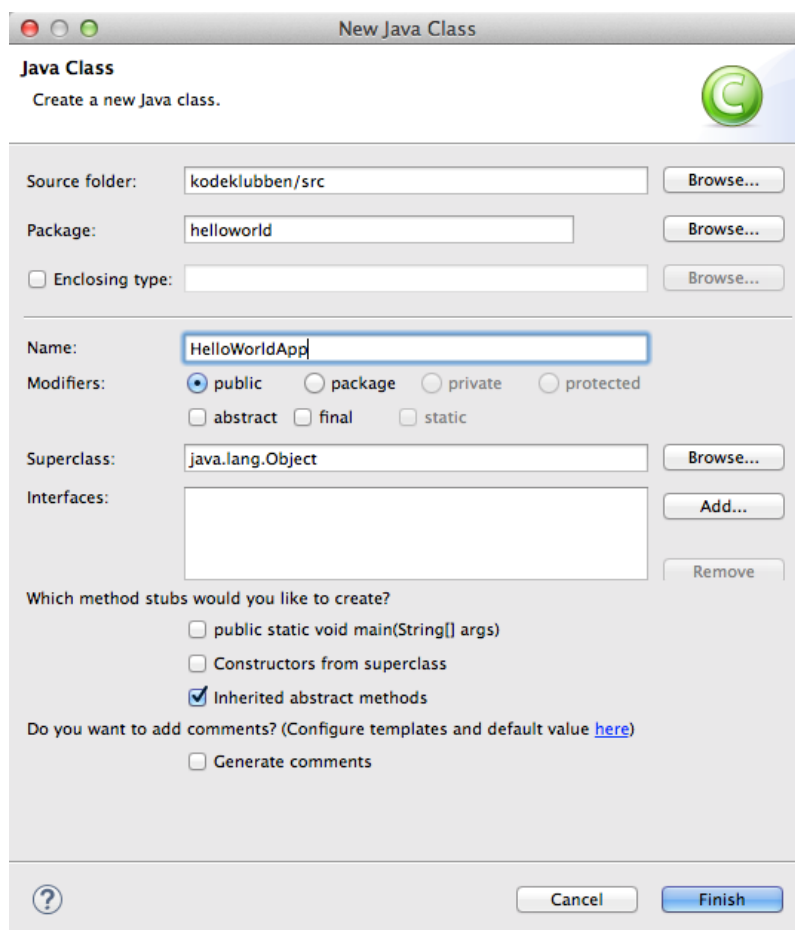 New Java Class
Java Class
Create a new Java class.
C
Source folder: kodeklubben/src Browse...
Package: helloworld Browse...
Enclosing type: Browse...
Name: HelloWorldApp
Modifiers: public package private protected
abstract final static
Superclass: java.lang.Object Browse...
Interfaces: Add...
Remove
Which method stubs would you like to create?
public static void main(String[] args)
Constructors from superclass
Inherited abstract methods
Do you want to add comments? (Configure templates and default value here)
Generate comments
? Cancel Finish